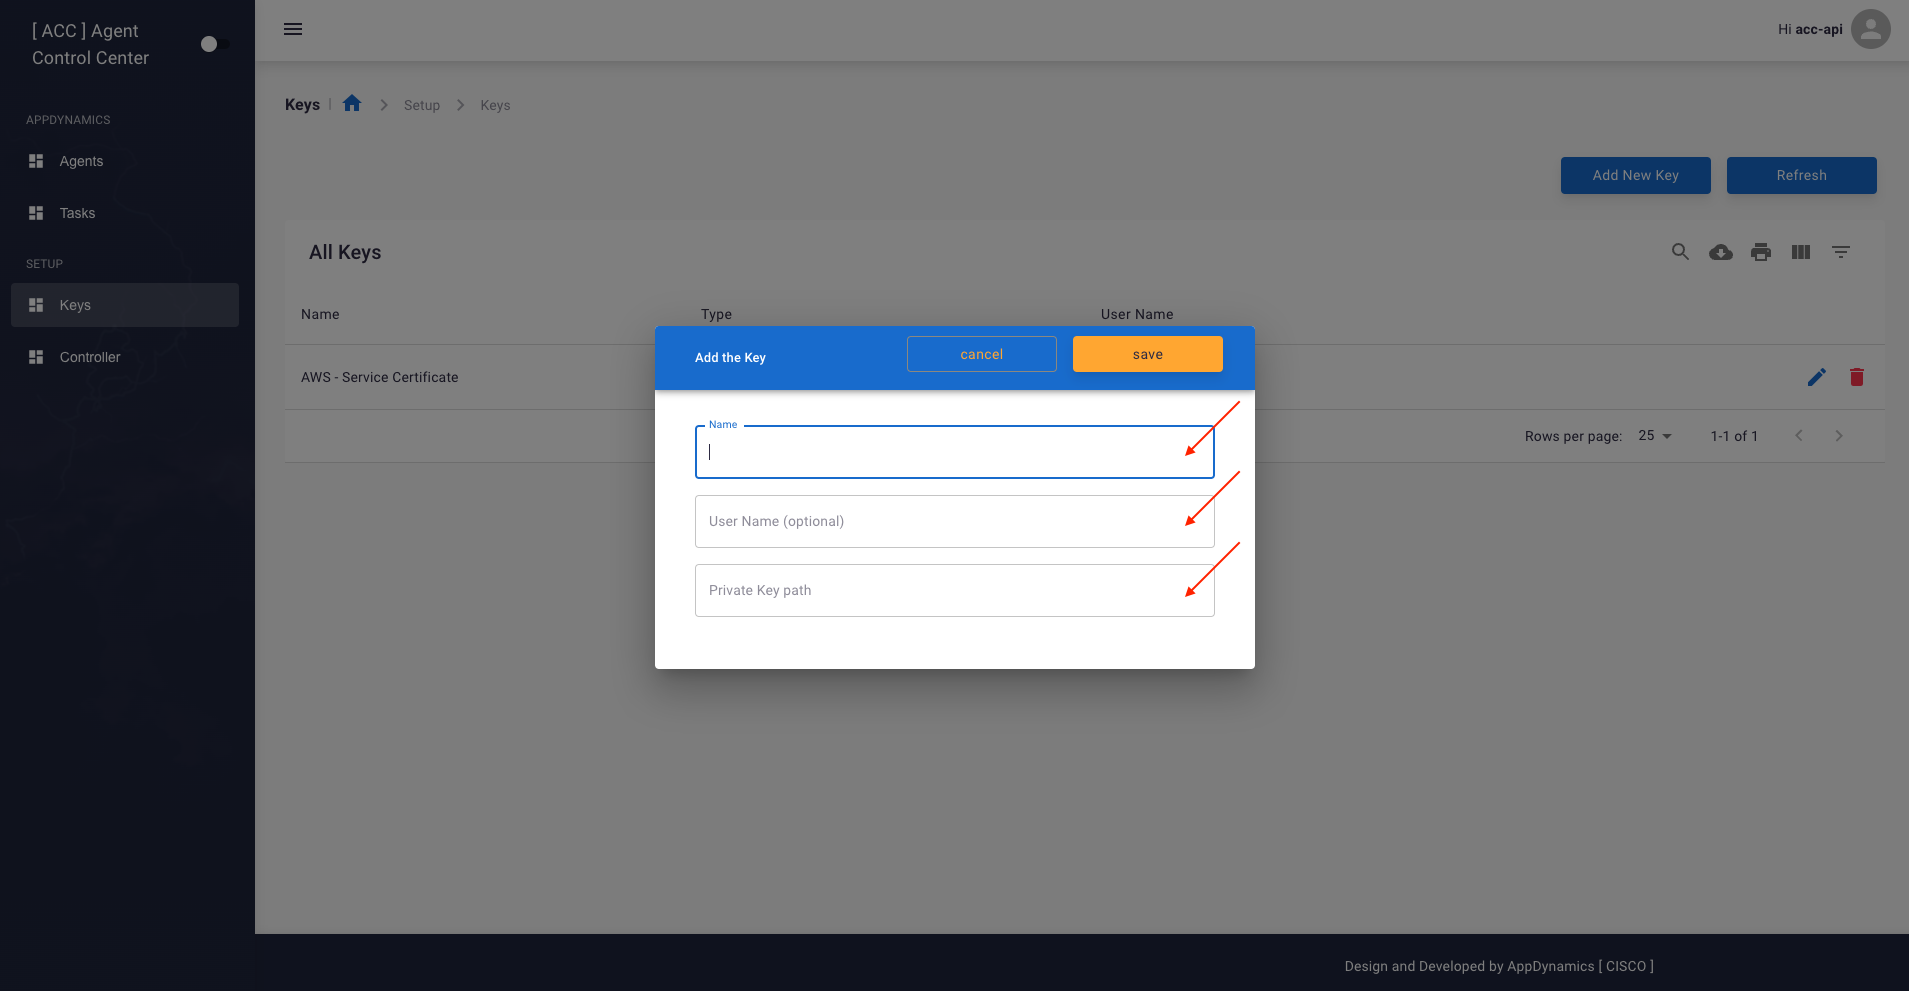 [ ACC ] Agent
Control Center
Hi acc-api
Keys
Setup
Keys
APPDYNAMICS
Agents
Tasks
SETUP
Keys
Controller
Add New Key
Refresh
All Keys
Name
Type
User Name
AWS - Service Certificate
Rows per page: 25
1-1 of 1
Add the Key
cancel
save
Name
User Name (optional)
Private Key path
Design and Developed by AppDynamics [ CISCO ]